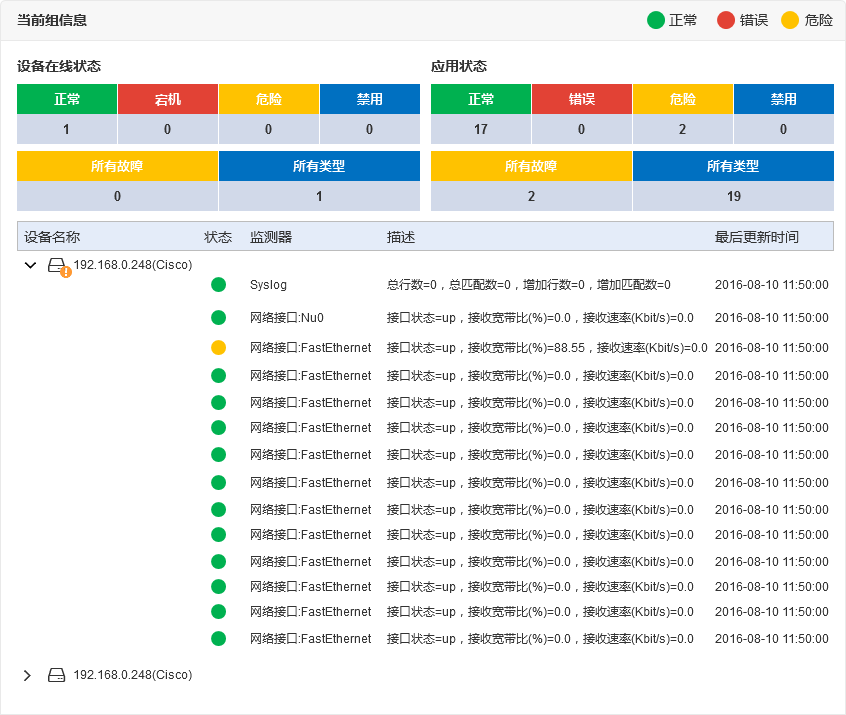 当前组信息 正常 错误 危险
设备在线状态 应用状态
正常 宕机 危险 禁用 正常 错误 危险 禁用
1 0 0 0 17 0 2 0
所有故障 所有类型 所有故障 所有类型
0 1 2 19
设备名称 状态 监测器 描述 最后更新时间
192.168.0.248(Cisco)
Syslog 总行数=0，总匹配数=0，增加行数=0，增加匹配数=0 2016-08-10 11:50:00
网络接口:Nu0 接口状态=up，接收宽带比(%)=0.0，接收速率(Kbit/s)=0.0 2016-08-10 11:50:00
网络接口:FastEthernet 接口状态=up，接收宽带比(%)=88.55，接收速率(Kbit/s)=0.0 2016-08-10 11:50:00
网络接口:FastEthernet 接口状态=up，接收宽带比(%)=0.0，接收速率(Kbit/s)=0.0 2016-08-10 11:50:00
网络接口:FastEthernet 接口状态=up，接收宽带比(%)=0.0，接收速率(Kbit/s)=0.0 2016-08-10 11:50:00
网络接口:FastEthernet 接口状态=up，接收宽带比(%)=0.0，接收速率(Kbit/s)=0.0 2016-08-10 11:50:00
网络接口:FastEthernet 接口状态=up，接收宽带比(%)=0.0，接收速率(Kbit/s)=0.0 2016-08-10 11:50:00
网络接口:FastEthernet 接口状态=up，接收宽带比(%)=0.0，接收速率(Kbit/s)=0.0 2016-08-10 11:50:00
网络接口:FastEthernet 接口状态=up，接收宽带比(%)=0.0，接收速率(Kbit/s)=0.0 2016-08-10 11:50:00
网络接口:FastEthernet 接口状态=up，接收宽带比(%)=0.0，接收速率(Kbit/s)=0.0 2016-08-10 11:50:00
网络接口:FastEthernet 接口状态=up，接收宽带比(%)=0.0，接收速率(Kbit/s)=0.0 2016-08-10 11:50:00
网络接口:FastEthernet 接口状态=up，接收宽带比(%)=0.0，接收速率(Kbit/s)=0.0 2016-08-10 11:50:00
网络接口:FastEthernet 接口状态=up，接收宽带比(%)=0.0，接收速率(Kbit/s)=0.0 2016-08-10 11:50:00
网络接口:FastEthernet 接口状态=up，接收宽带比(%)=0.0，接收速率(Kbit/s)=0.0 2016-08-10 11:50:00
192.168.0.248(Cisco)